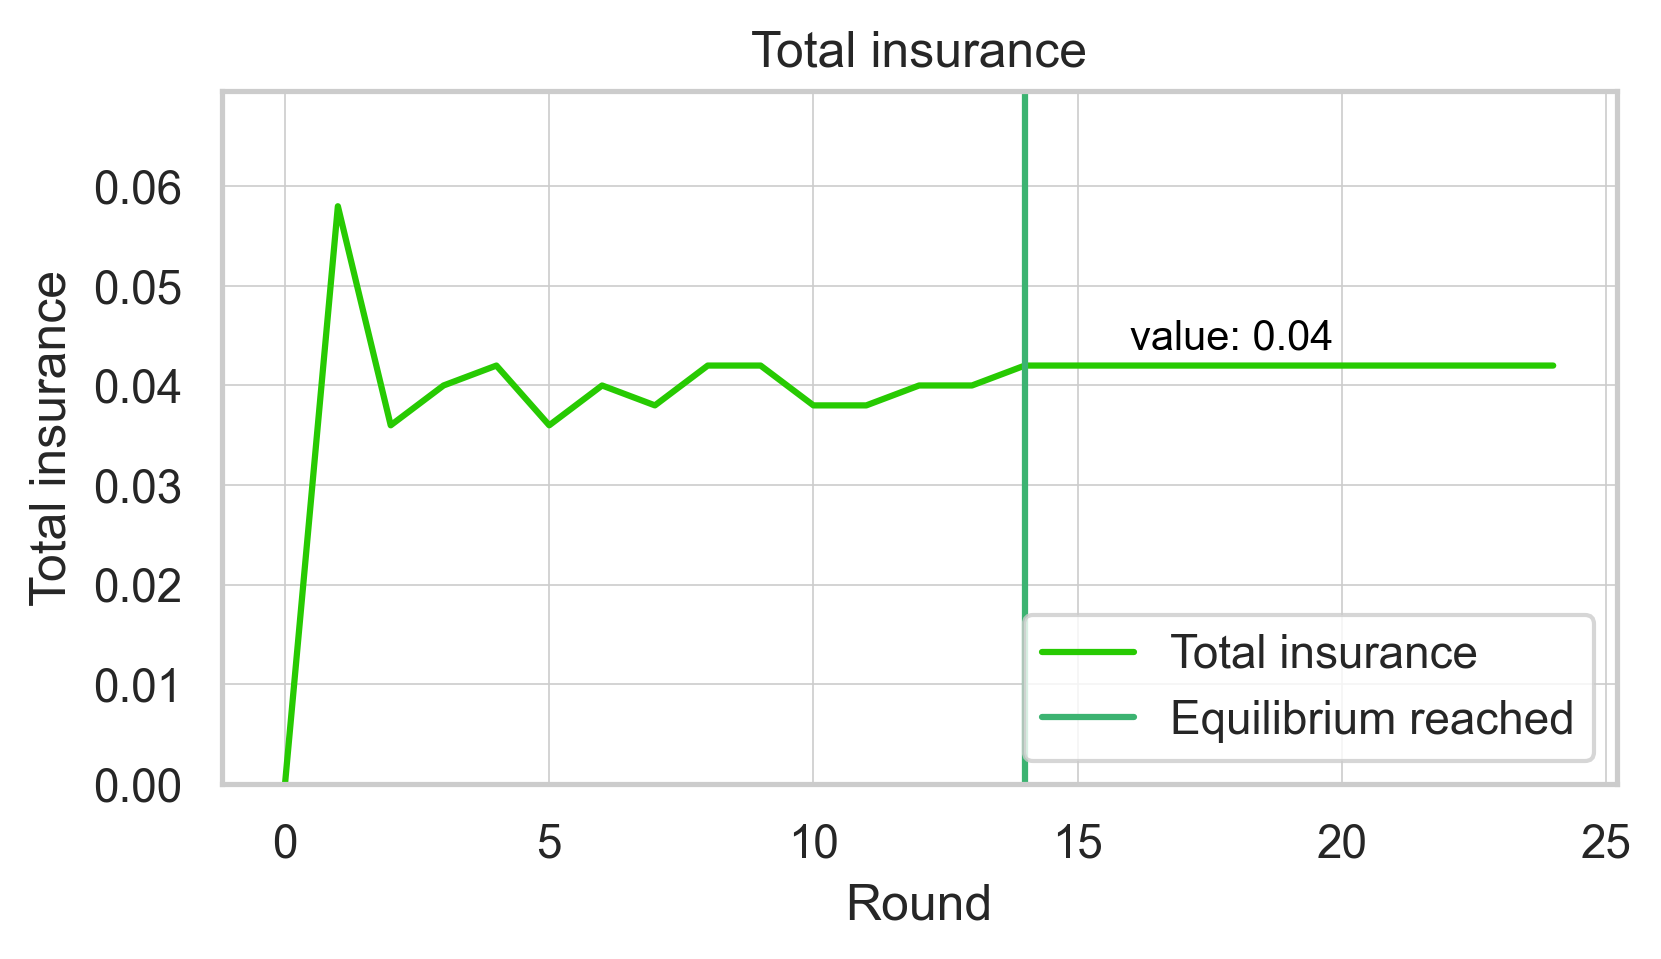 Total insurance
Total insurance
0.06
0.05
0.04
0.03
0.02
0.01
0.00
value: 0.04
Total insurance
Equilibrium reached
0 5 10 15 20 25
Round